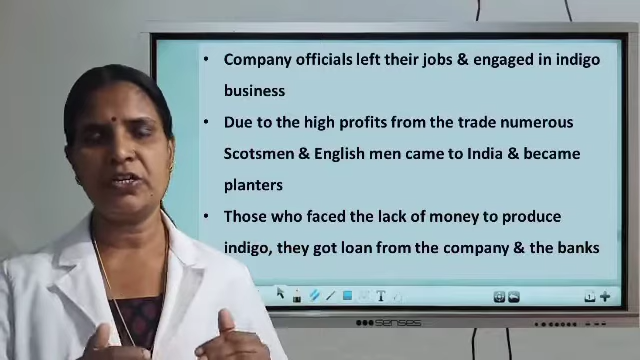 • Company officials left their jobs & engaged in indigo
business
• Due to the high profits from the trade numerous
Scotsmen & English men came to India & became
planters
• Those who faced the lack of money to produce
indigo, they got loan from the company & the banks
senses